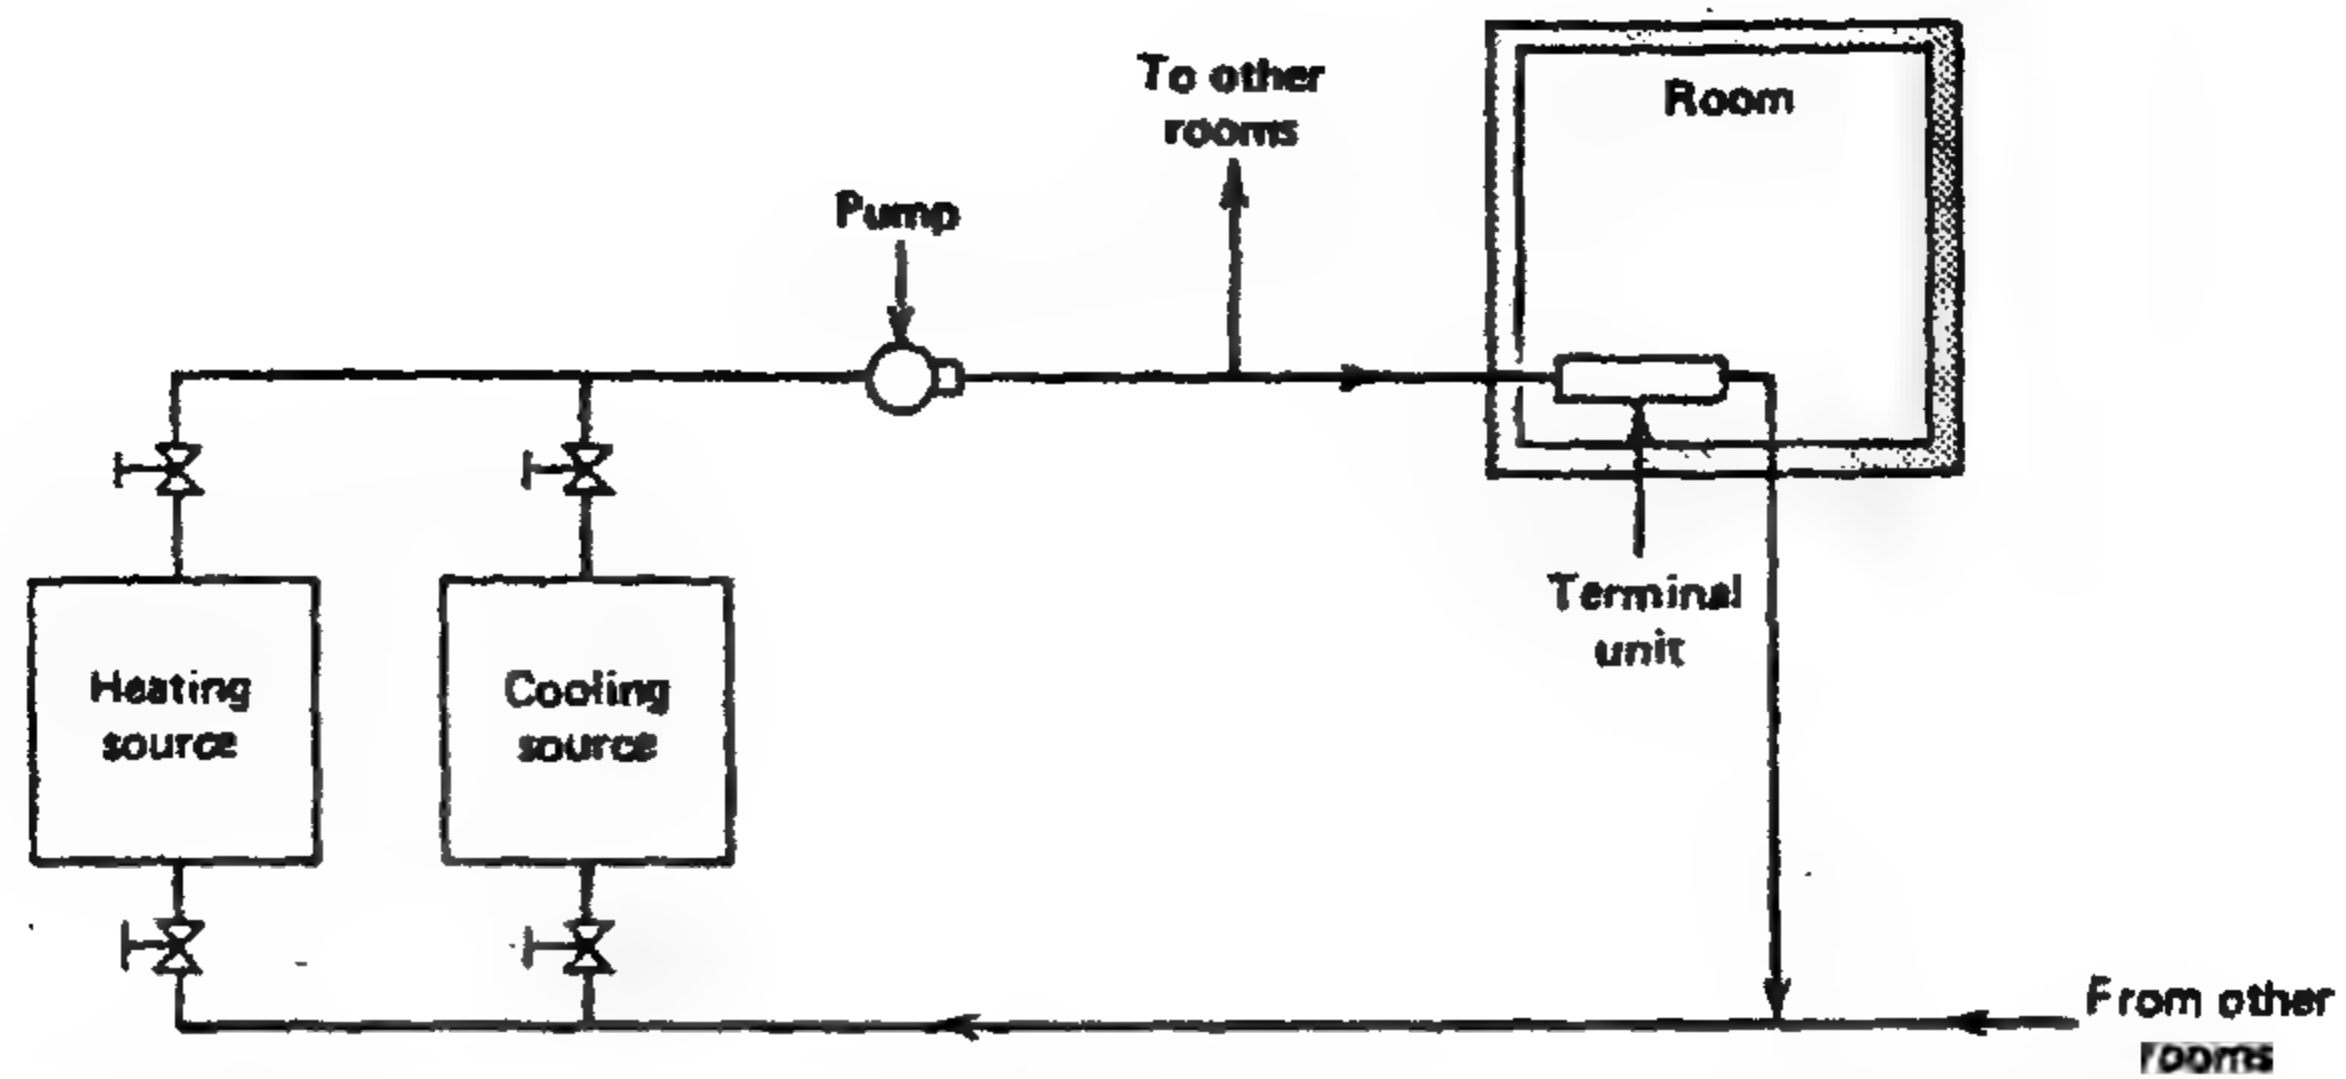 To other
rooms
Room
Pump
Terminal
unit
Heating
source
Cooling
source
From other
rooms